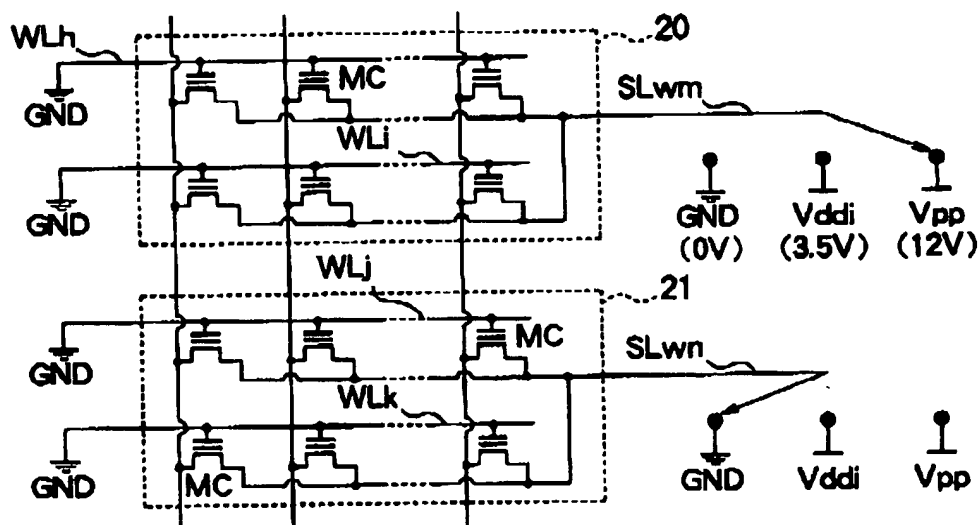 WLh
20
GND
MC
SLwm
WLi
GND
GND
(0V)
Vddi
(3.5V)
Vpp
(12V)
WLj
21
GND
MC
SLwn
WLk
GND
MC
GND
Vddi
Vpp